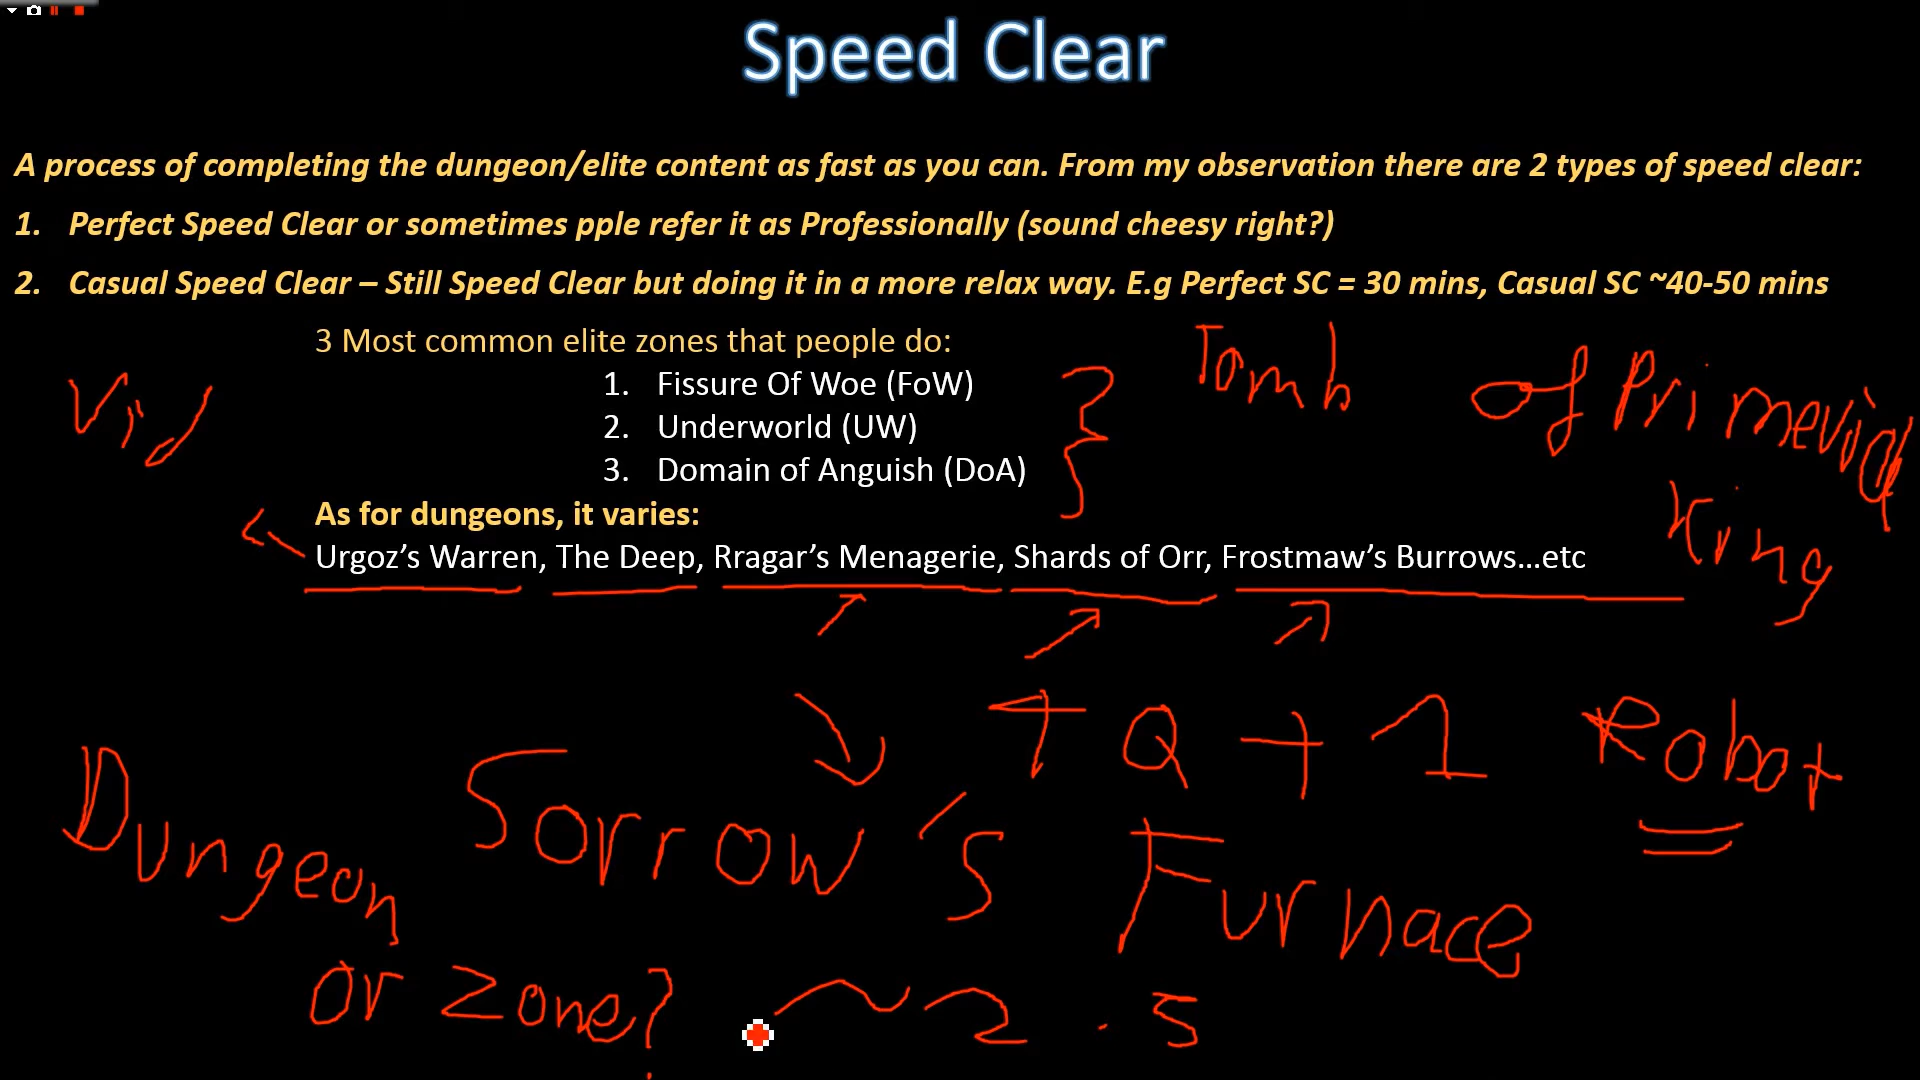 Speed Clear
A process of completing the dungeon/elite content as fast as you can. From my observation there are 2 types of speed clear:
1. Perfect Speed Clear or sometimes pple refer it as Professionally (sound cheesy right?)
2. Casual Speed Clear – Still Speed Clear but doing it in a more relax way. E.g Perfect SC = 30 mins, Casual SC ~40-50 mins
3 Most common elite zones that people do:
1. Fissure Of Woe (FoW)
2. Underworld (UW)
3. Domain of Anguish (DoA)
Tomb Of Primevial
King
Vid
As for dungeons, it varies:
Urgoz’s Warren, The Deep, Rragar’s Menagerie, Shards of Orr, Frostmaw’s Burrows...etc
7 Q + 1 Robot
Sorrow's Furnace
Dungeon
or zone? ~2.5